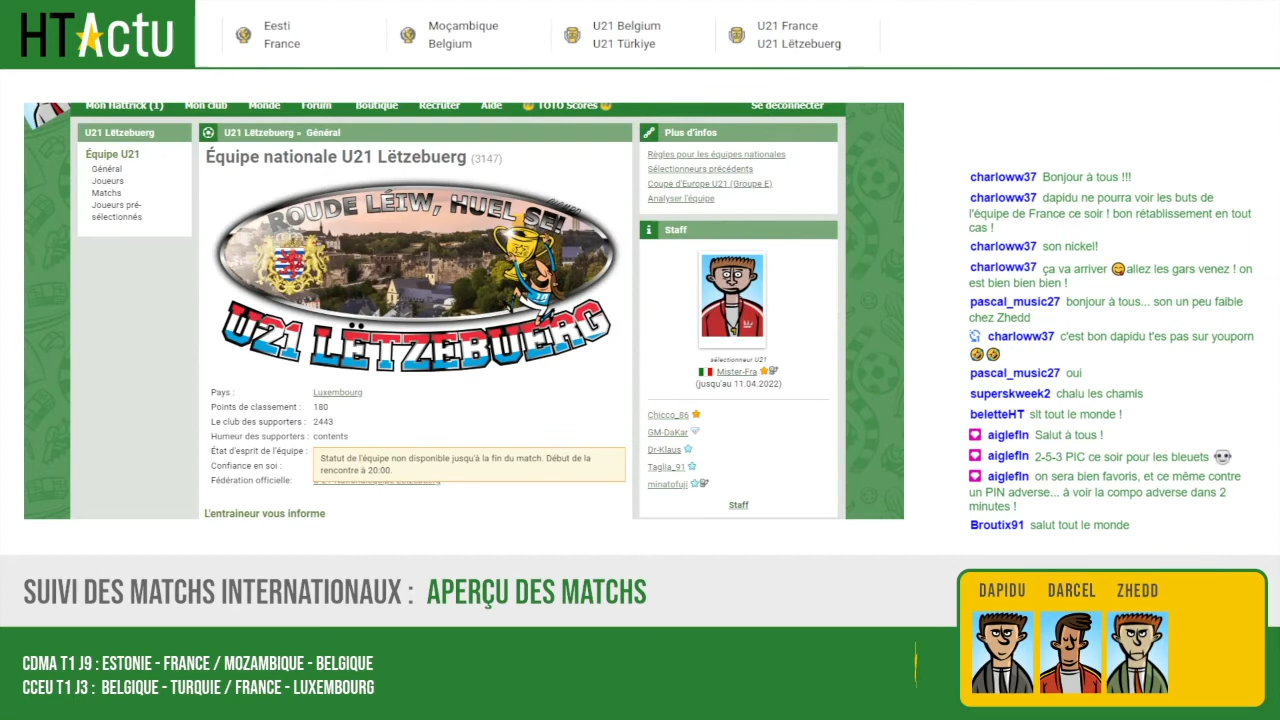 HTActu
Eesti
France
Moçambique
Belgium
U21 Belgium
U21 Türkiye
U21 France
U21 Lëtzebuerg
Mon Hattrick (1) Mon club Monde Forum Boutique Recruter Aide TOTO Scores Se déconnecter
U21 Lëtzebuerg
Équipe U21
Général
Joueurs
Matchs
Joueurs pré-
sélectionnés
U21 Lëtzebuerg » Général
Équipe nationale U21 Lëtzebuerg (3147)
ROUDE LÉIW, HUEL SE!
U21 LËTZEBUERG
Pays : Luxembourg
Points de classement : 180
Le club des supporters : 2443
Humeur des supporters : contents
État d'esprit de l'équipe :
Confiance en soi :
Statut de l'équipe non disponible jusqu'à la fin du match. Début de la
rencontre à 20:00.
Fédération officielle:
L'entraineur vous informe
Plus d'infos
Règles pour les équipes nationales
Sélectionneurs précédents
Coupe d'Europe U21 (Groupe E)
Analyser l'équipe
Staff
sélectionneur U21
Mister-Fra
(jusqu'au 11.04.2022)
Chicco_86
GM-DaKar
Dr-Klaus
Taglia_91
minatofuji
Staff
charloww37 Bonjour à tous !!!
charloww37 dapidu ne pourra voir les buts de
l'équipe de France ce soir ! bon rétablissement en tout
cas !
charloww37 son nickel!
charloww37 ça va arriver 😋allez les gars venez ! on
est bien bien bien !
pascal_music27 bonjour à tous... son un peu faible
chez Zhedd
charloww37 c'est bon dapidu t'es pas sur youporn
🤣🤣
pascal_music27 oui
superskweek2 chalu les chamis
beletteHT slt tout le monde !
aiglefin Salut à tous !
aiglefin 2-5-3 PIC ce soir pour les bleuets
aiglefin on sera bien favoris, et ce même contre
un PIN adverse... à voir la compo adverse dans 2
minutes !
Broutix91 salut tout le monde
SUIVI DES MATCHS INTERNATIONAUX : APERÇU DES MATCHS
DAPIDU DARCEL ZHEDD
CDMA T1 J9 : ESTONIE - FRANCE / MOZAMBIQUE - BELGIQUE
CCEU T1 J3 : BELGIQUE - TURQUIE / FRANCE - LUXEMBOURG